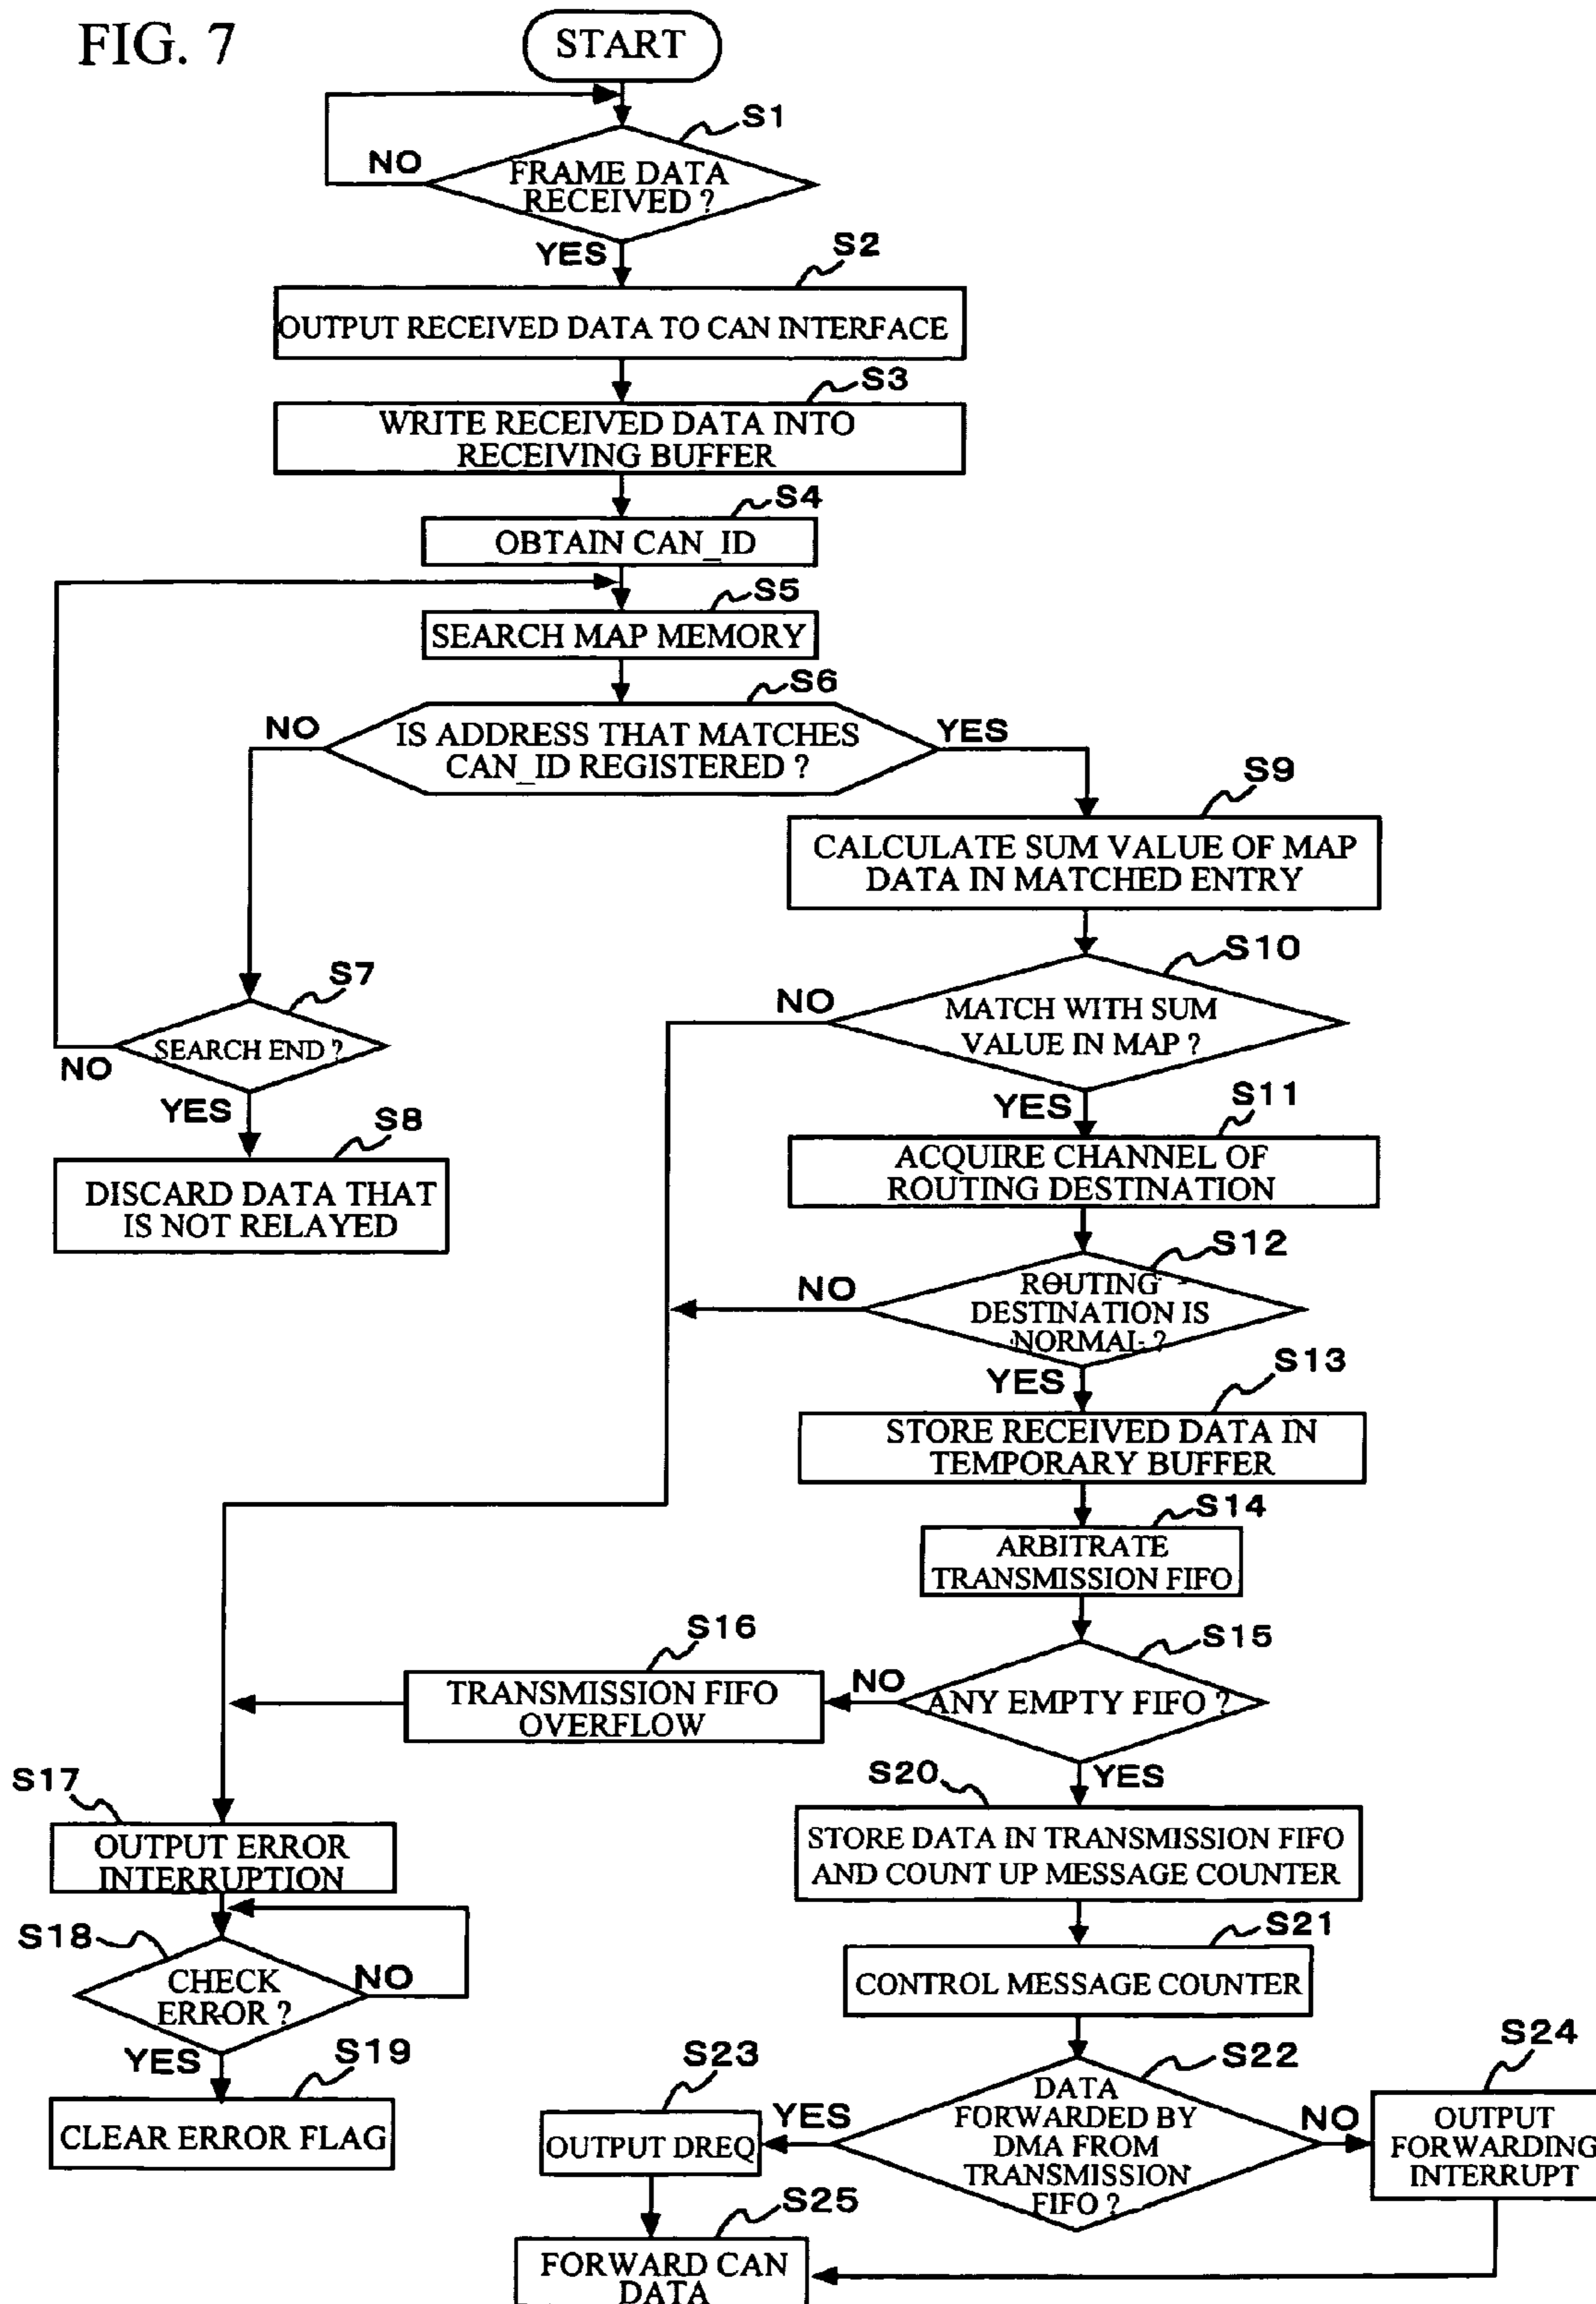 FIG. 7
START
S1
NO
FRAME DATA
RECEIVED ?
YES
S2
OUTPUT RECEIVED DATA TO CAN INTERFACE
S3
WRITE RECEIVED DATA INTO
RECEIVING BUFFER
S4
OBTAIN CAN_ID
S5
SEARCH MAP MEMORY
S6
NO
IS ADDRESS THAT MATCHES
CAN_ID REGISTERED ?
YES
S9
CALCULATE SUM VALUE OF MAP
DATA IN MATCHED ENTRY
S7
SEARCH END ?
NO
YES
S8
DISCARD DATA THAT
IS NOT RELAYED
S10
NO
MATCH WITH SUM
VALUE IN MAP ?
YES
S11
ACQUIRE CHANNEL OF
ROUTING DESTINATION
S12
NO
ROUTING
DESTINATION IS
NORMAL ?
YES
S13
STORE RECEIVED DATA IN
TEMPORARY BUFFER
S14
ARBITRATE
TRANSMISSION FIFO
S15
S16
NO
ANY EMPTY FIFO ?
TRANSMISSION FIFO
OVERFLOW
YES
S17
OUTPUT ERROR
INTERRUPTION
S18
CHECK
ERROR ?
NO
YES
S19
CLEAR ERROR FLAG
S20
STORE DATA IN TRANSMISSION FIFO
AND COUNT UP MESSAGE COUNTER
S21
CONTROL MESSAGE COUNTER
S22
DATA
FORWARDED BY
DMA FROM
TRANSMISSION
FIFO ?
YES
NO
S23
OUTPUT DREQ
S24
OUTPUT
FORWARDING
INTERRUPT
S25
FORWARD CAN
DATA